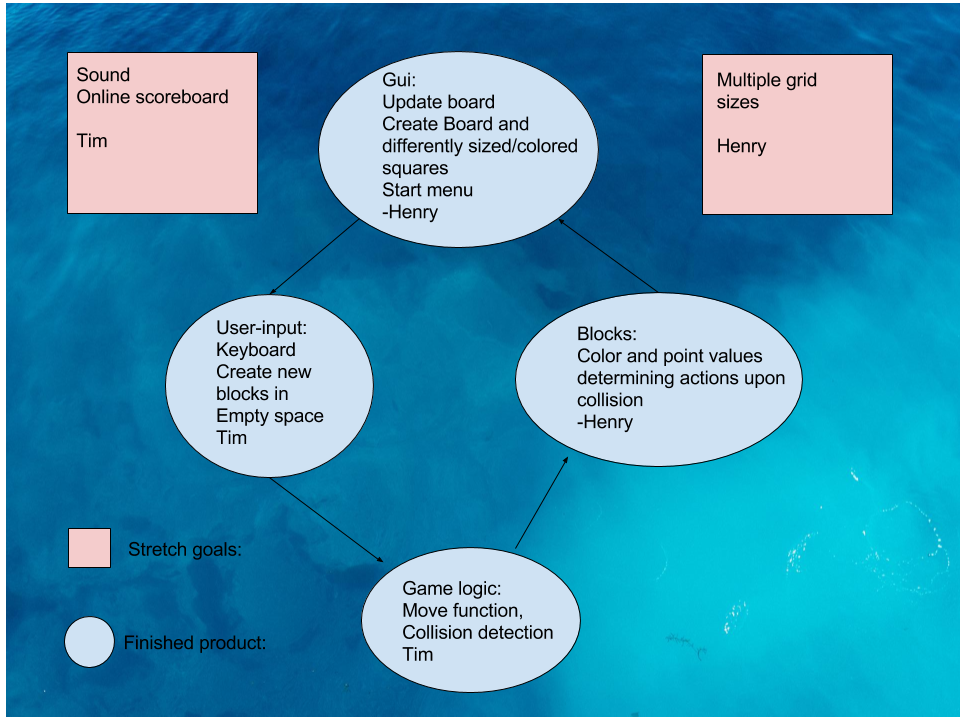 Sound
Online scoreboard
Tim
Gui:
Update board
Create Board and
differently sized/colored
squares
Start menu
-Henry
Multiple grid
sizes
Henry
User-input:
Keyboard
Create new
blocks in
Empty space
Tim
Blocks:
Color and point values
determining actions upon
collision
-Henry
Stretch goals:
Finished product:
Game logic:
Move function,
Collision detection
Tim